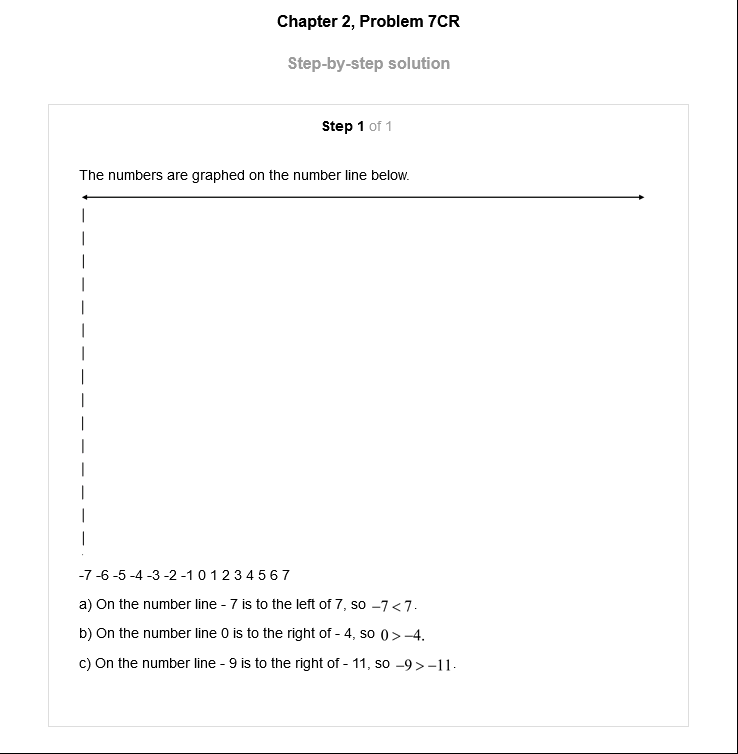 Chapter 2, Problem 7CR
Step-by-step solution
Step 1 of 1
The numbers are graphed on the number line below.
-7 -6 -5 -4 -3 -2 -1 0 1 2 3 4 5 6 7
a) On the number line - 7 is to the left of 7, so −7 < 7.
b) On the number line 0 is to the right of - 4, so 0 > −4.
c) On the number line - 9 is to the right of - 11, so −9 > −11.